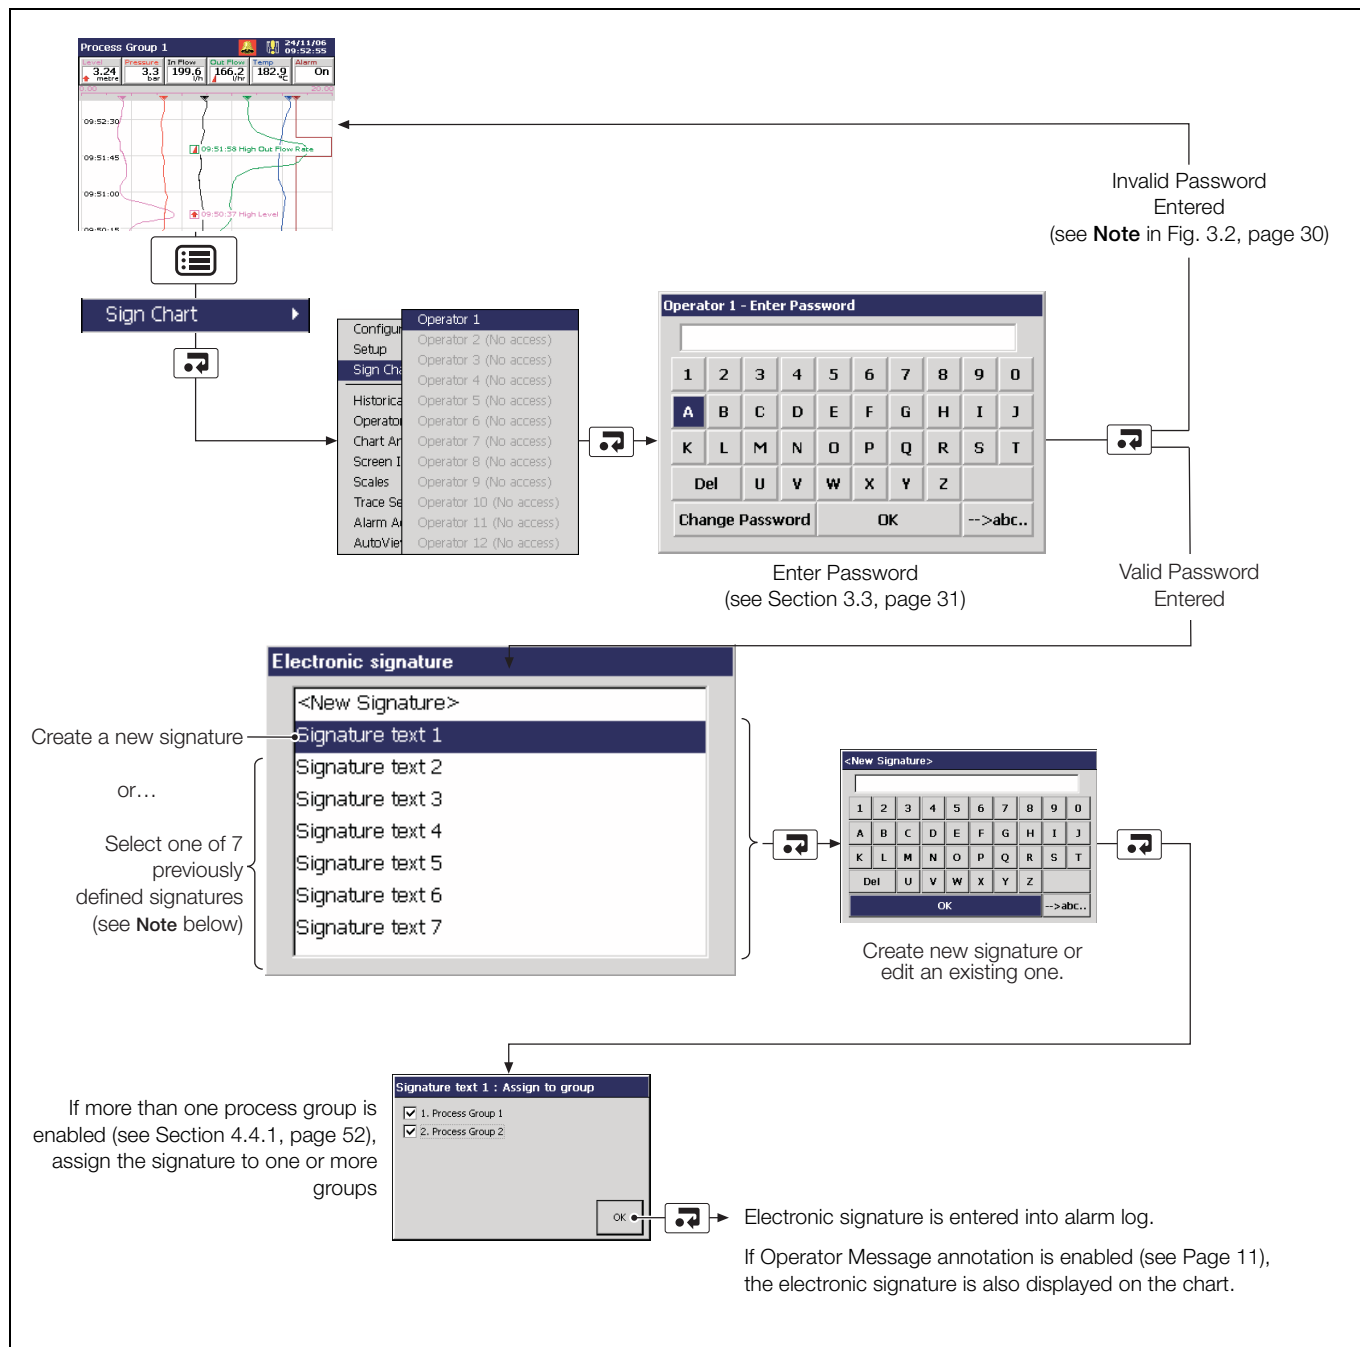 Process Group 1
24/11/06
09:52:55
Level
Pressure
In Flow
Out Flow
Temp
Alarm
3.24
metre
3.3
bar
199.6
l/h
166.2
l/hr
182.9
°C
On
0.00
20.00
09:52:30
09:51:58 High Out Flow Rate
09:51:45
09:51:00
09:50:37 High Level
09:50:15
Invalid Password
Entered
(see Note in Fig. 3.2, page 30)
Sign Chart
Configur
Setup
Sign Cha
Historica
Operator
Chart An
Screen I
Scales
Trace Se
Alarm A
AutoVie
Operator 1
Operator 2 (No access)
Operator 3 (No access)
Operator 4 (No access)
Operator 5 (No access)
Operator 6 (No access)
Operator 7 (No access)
Operator 8 (No access)
Operator 9 (No access)
Operator 10 (No access)
Operator 11 (No access)
Operator 12 (No access)
Operator 1 - Enter Password
1 2 3 4 5 6 7 8 9 0
A B C D E F G H I J
K L M N O P Q R S T
Del U V W X Y Z
Change Password OK -->abc..
Enter Password
(see Section 3.3, page 31)
Valid Password
Entered
Electronic signature
<New Signature>
Signature text 1
Signature text 2
Signature text 3
Signature text 4
Signature text 5
Signature text 6
Signature text 7
Create a new signature
or…
Select one of 7
previously
defined signatures
(see Note below)
<New Signature>
1 2 3 4 5 6 7 8 9 0
A B C D E F G H I J
K L M N O P Q R S T
Del U V W X Y Z
OK -->abc..
Create new signature or
edit an existing one.
Signature text 1 : Assign to group
1. Process Group 1
2. Process Group 2
OK
If more than one process group is
enabled (see Section 4.4.1, page 52),
assign the signature to one or more
groups
Electronic signature is entered into alarm log.
If Operator Message annotation is enabled (see Page 11),
the electronic signature is also displayed on the chart.